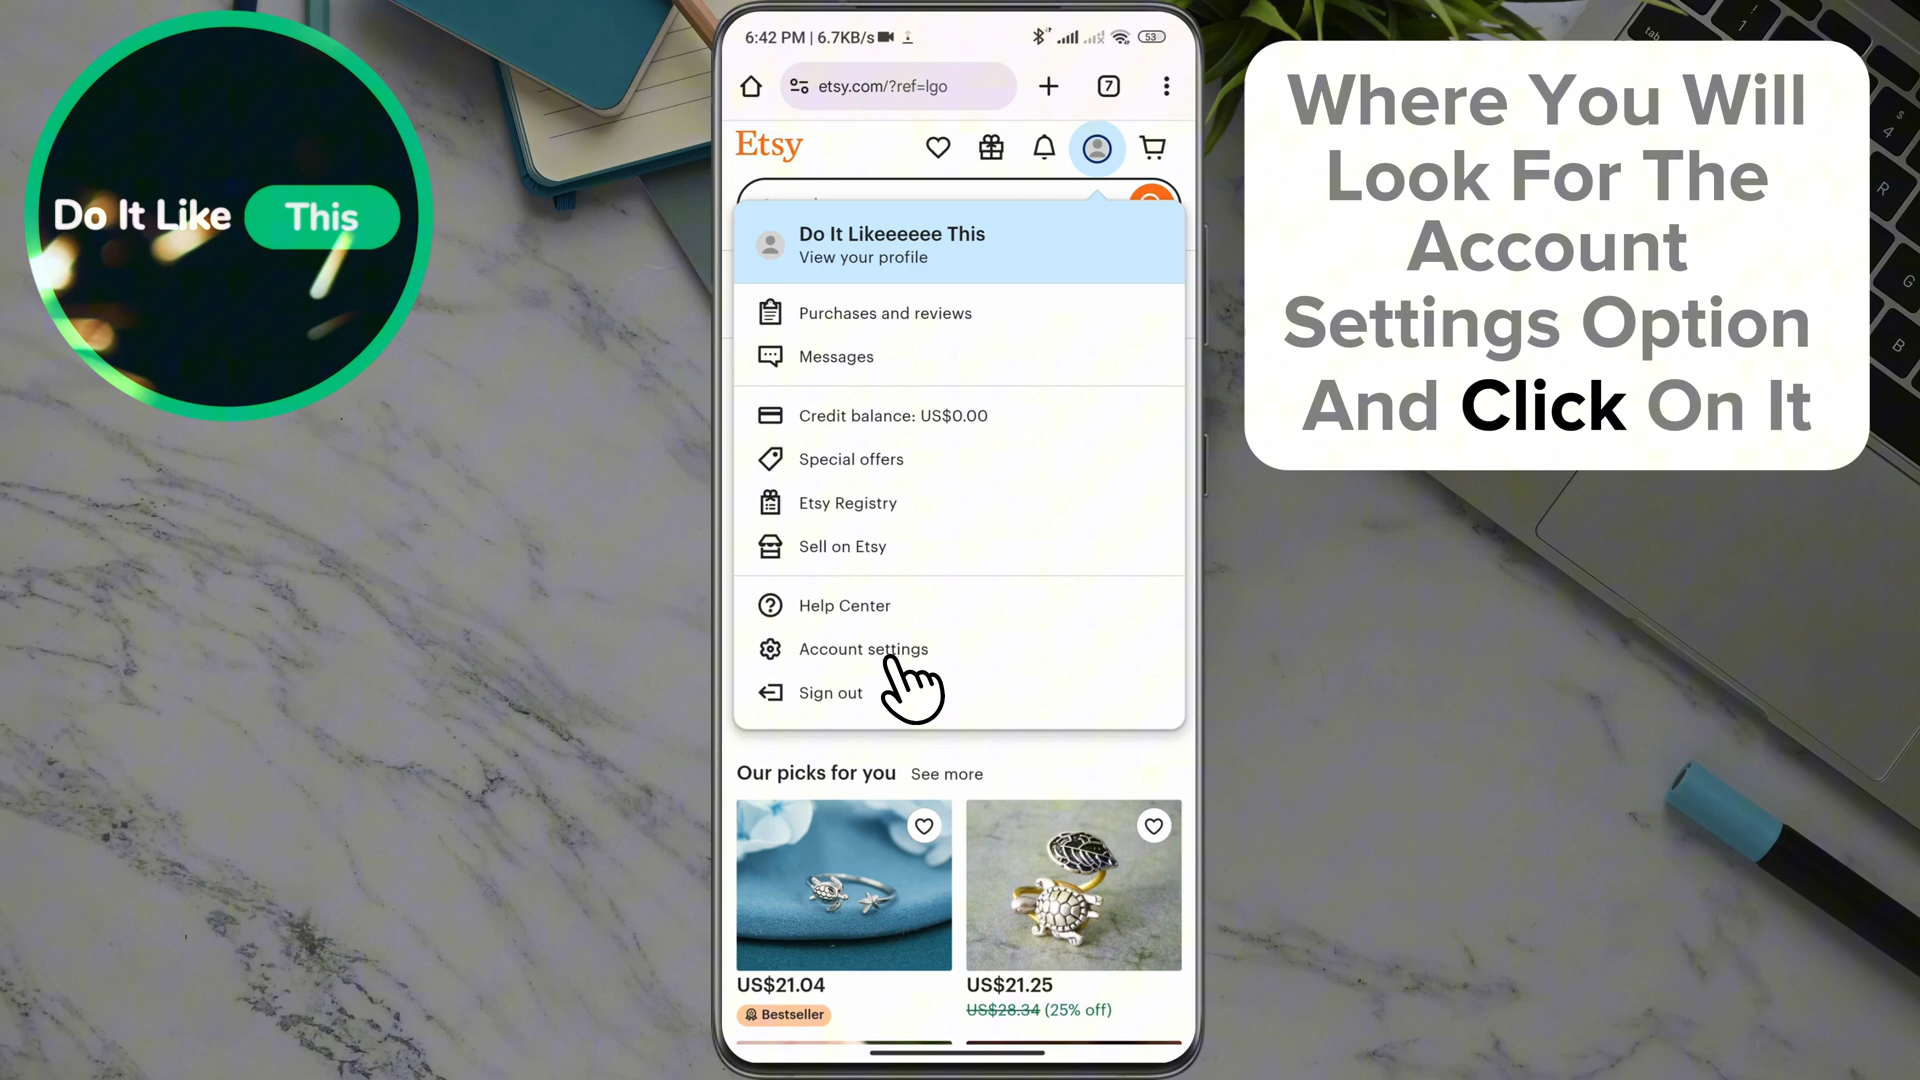 Do It Like This
6:42 PM | 6.7KB/s
53
etsy.com/?ref=lgo
7
Etsy
Do It Likeeeeee This
View your profile
Purchases and reviews
Messages
Credit balance: US$0.00
Special offers
Etsy Registry
Sell on Etsy
Help Center
Account settings
Sign out
Our picks for you See more
US$21.04
Bestseller
US$21.25
US$28.34 (25% off)
Where You Will
Look For The
Account
Settings Option
And Click On It
tab
!
1
$
4
R
G
B